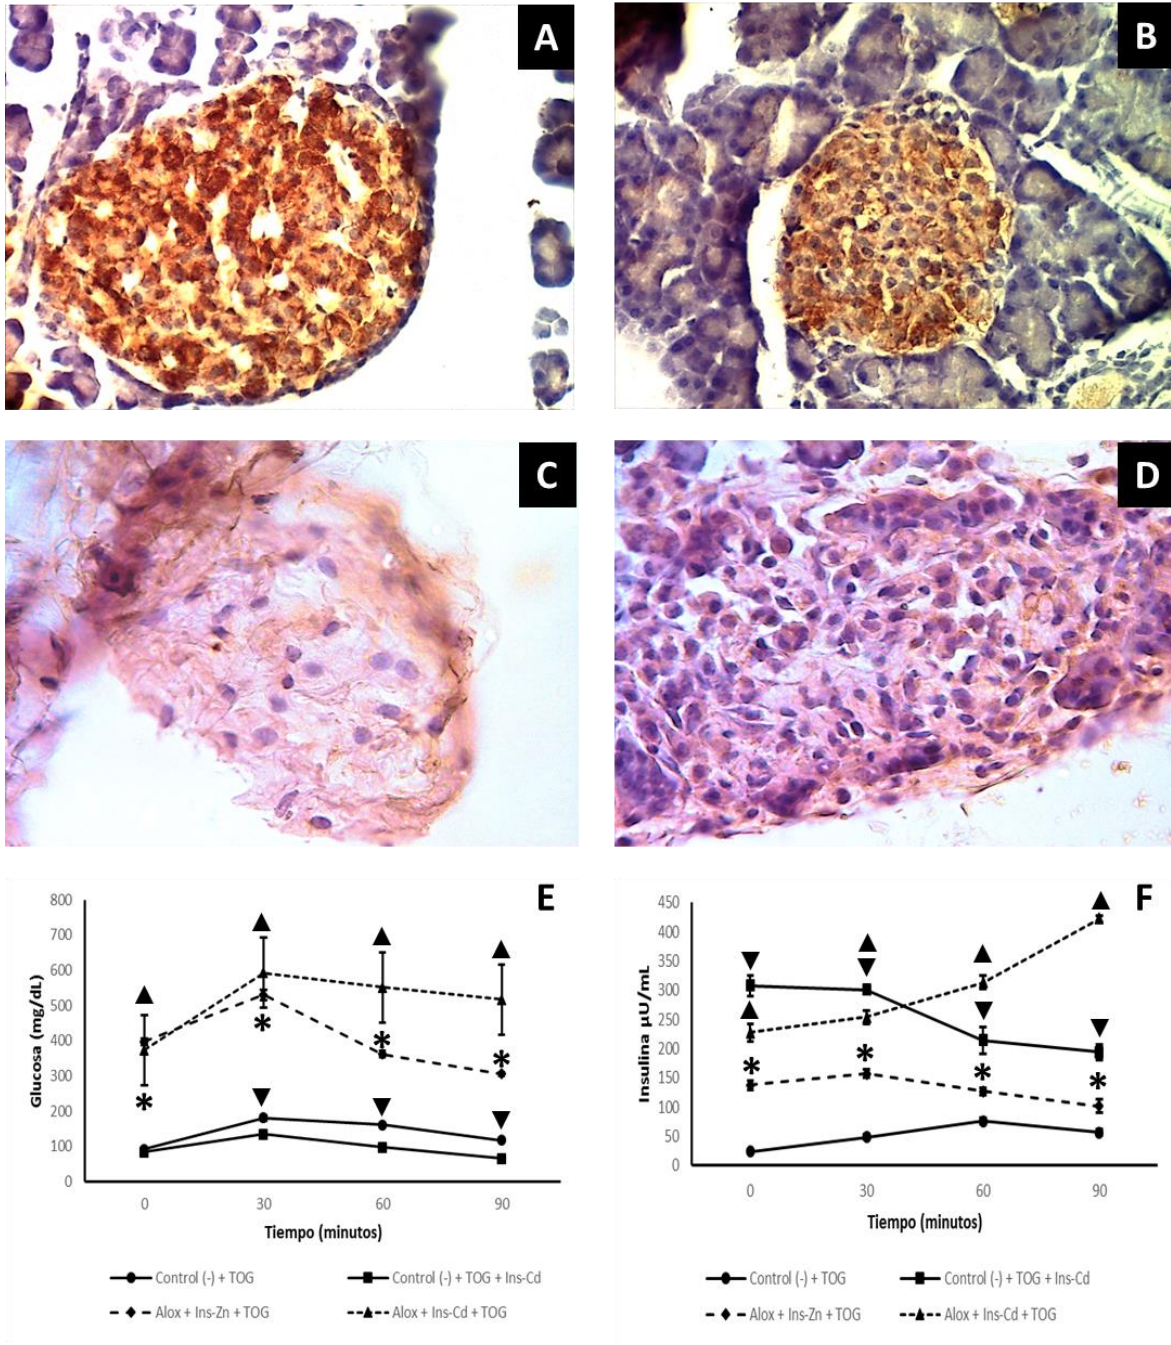 A
B
C
D
E
800
700
600
500
400
300
200
100
0
Glucosa (mg/dL)
0 30 60 90
Tiempo (minutos)
Control (-) + TOG Control (-) + TOG + Ins-Cd
Alox + Ins-Zn + TOG Alox + Ins-Cd + TOG
F
450
400
350
300
250
200
150
100
50
0
Insulina µU/mL
0 30 60 90
Tiempo (minutos)
Control (-) + TOG Control (-) + TOG + Ins-Cd
Alox + Ins-Zn + TOG Alox + Ins-Cd + TOG